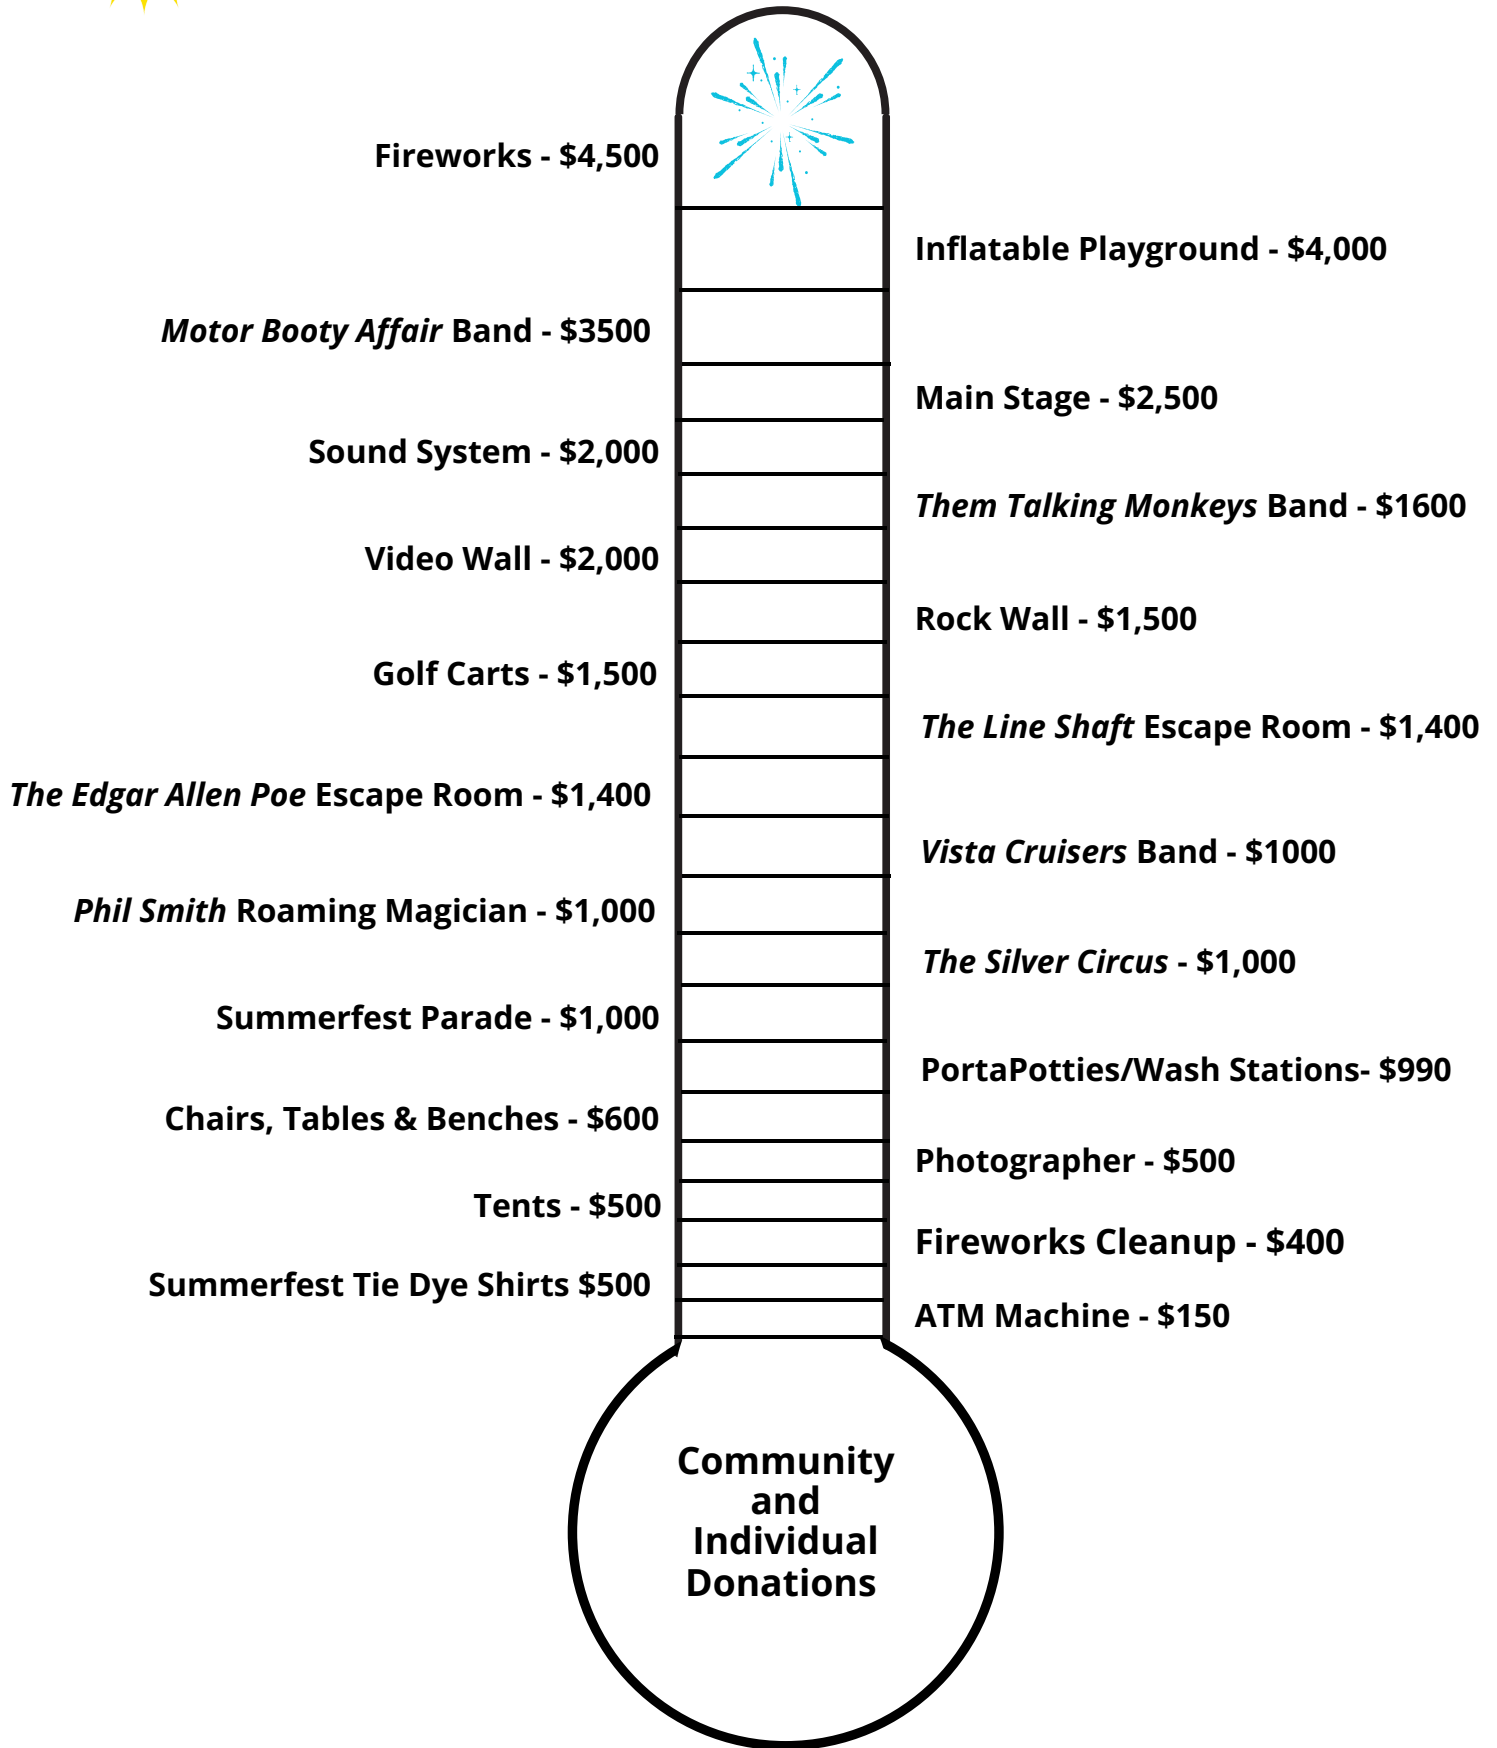 Fireworks - $4,500
Inflatable Playground - $4,000
Motor Booty Affair Band - $3500
Main Stage - $2,500
Sound System - $2,000
Them Talking Monkeys Band - $1600
Video Wall - $2,000
Rock Wall - $1,500
Golf Carts - $1,500
The Line Shaft Escape Room - $1,400
The Edgar Allen Poe Escape Room - $1,400
Vista Cruisers Band - $1000
Phil Smith Roaming Magician - $1,000
The Silver Circus - $1,000
Summerfest Parade - $1,000
PortaPotties/Wash Stations- $990
Chairs, Tables & Benches - $600
Photographer - $500
Tents - $500
Fireworks Cleanup - $400
Summerfest Tie Dye Shirts $500
ATM Machine - $150
Community
and
Individual
Donations